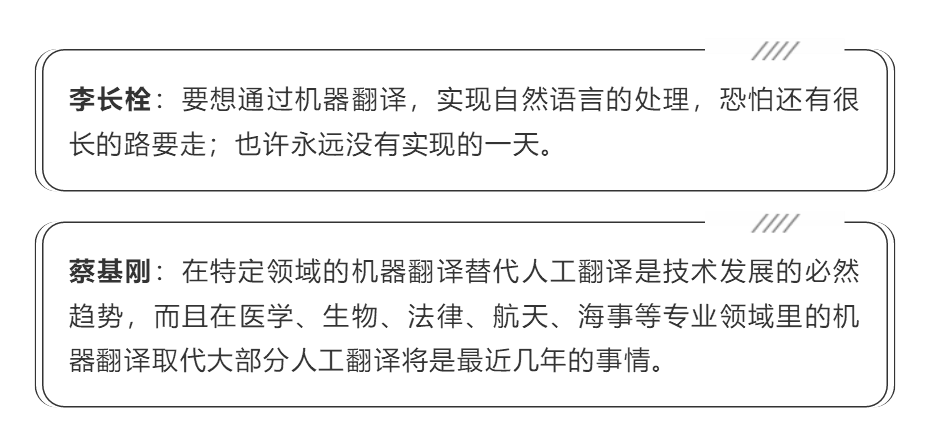 李长栓：要想通过机器翻译，实现自然语言的处理，恐怕还有很
长的路要走；也许永远没有实现的一天。
蔡基刚：在特定领域的机器翻译替代人工翻译是技术发展的必然
趋势，而且在医学、生物、法律、航天、海事等专业领域里的机
器翻译取代大部分人工翻译将是最近几年的事情。